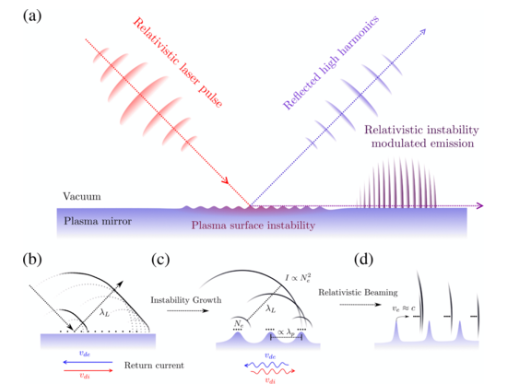 (a)
Relativistic laser pulse
Reflected high harmonics
Relativistic instability
modulated emission
Vacuum
Plasma mirror
Plasma surface instability
(b)
(c)
(d)
λ_L
Instability Growth
I ∝ N_e^2
λ_L
N_e
∝ λ_p
Relativistic Beaming
v_e ≈ c
v_de
v_di
Return current
v_de
v_di